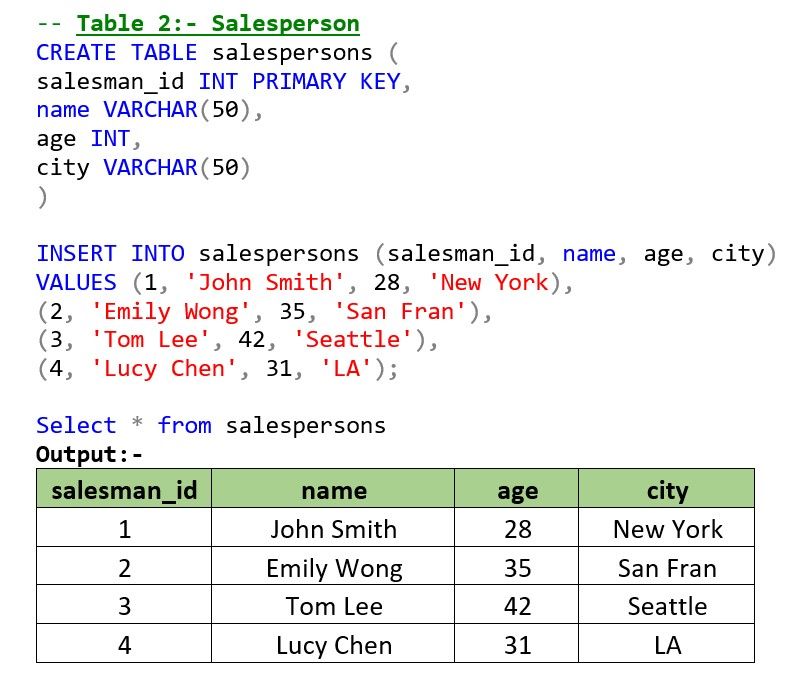 -- Table 2:- Salesperson
CREATE TABLE salespersons (
salesman_id INT PRIMARY KEY,
name VARCHAR(50),
age INT,
city VARCHAR(50)
)
INSERT INTO salespersons (salesman_id, name, age, city)
VALUES (1, 'John Smith', 28, 'New York),
(2, 'Emily Wong', 35, 'San Fran'),
(3, 'Tom Lee', 42, 'Seattle'),
(4, 'Lucy Chen', 31, 'LA');
Select * from salespersons
Output:-
salesman_id name age city
1 John Smith 28 New York
2 Emily Wong 35 San Fran
3 Tom Lee 42 Seattle
4 Lucy Chen 31 LA